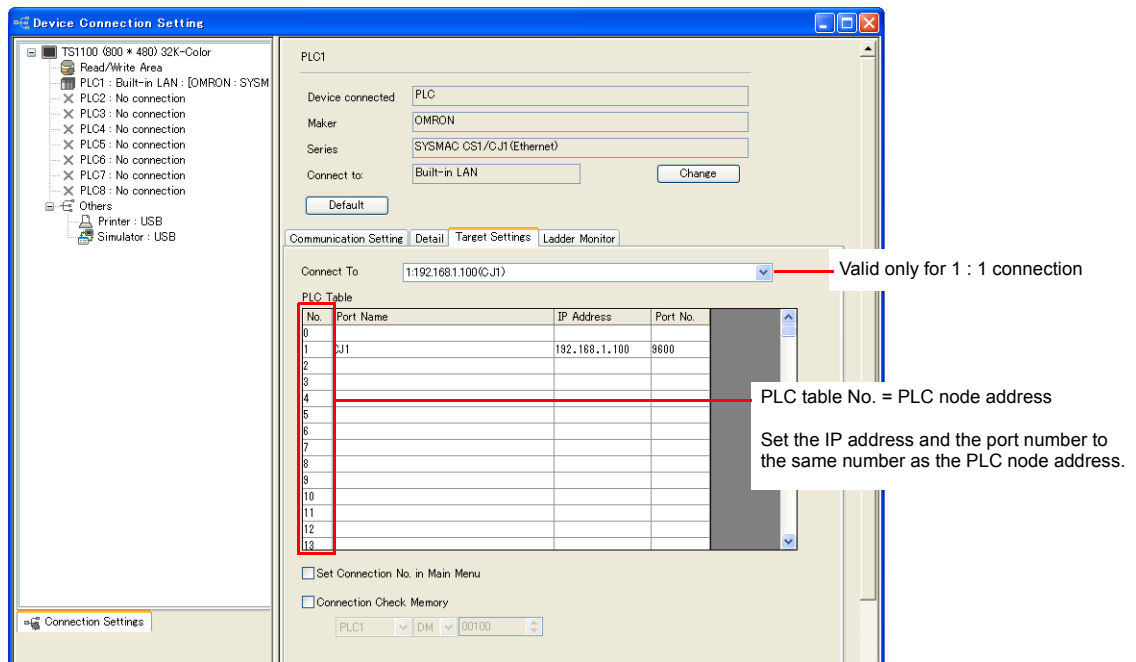 Device Connection Setting
TS1100 (800 * 480) 32K-Color
Read/Write Area
PLC1 : Built-in LAN : [OMRON : SYSM
PLC2 : No connection
PLC3 : No connection
PLC4 : No connection
PLC5 : No connection
PLC6 : No connection
PLC7 : No connection
PLC8 : No connection
Others
Printer : USB
Simulator : USB
Connection Settings
PLC1
Device connected PLC
Maker OMRON
Series SYSMAC CS1/CJ1(Ethernet)
Connect to: Built-in LAN Change
Default
Communication Setting Detail Target Settings Ladder Monitor
Connect To 1:192.168.1.100(CJ1)
PLC Table
No. Port Name IP Address Port No.
0
1 CJ1 192.168.1.100 9600
2
3
4
5
6
7
8
9
10
11
12
13
Set Connection No. in Main Menu
Connection Check Memory
PLC1 DM 00100
Valid only for 1 : 1 connection
PLC table No. = PLC node address
Set the IP address and the port number to
the same number as the PLC node address.